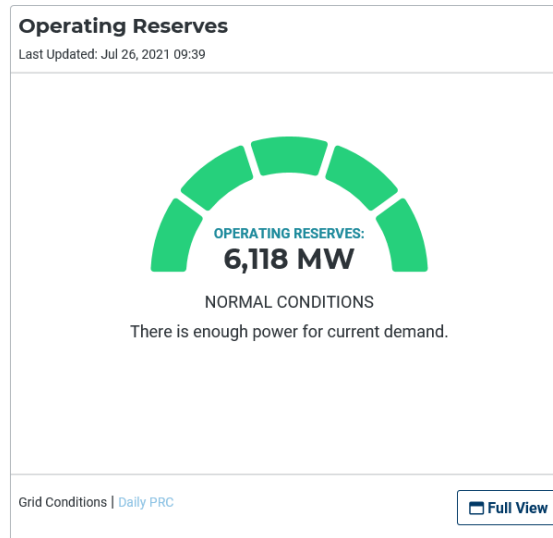 Operating Reserves
Last Updated: Jul 26, 2021 09:39
OPERATING RESERVES:
6,118 MW
NORMAL CONDITIONS
There is enough power for current demand.
Grid Conditions | Daily PRC
Full View